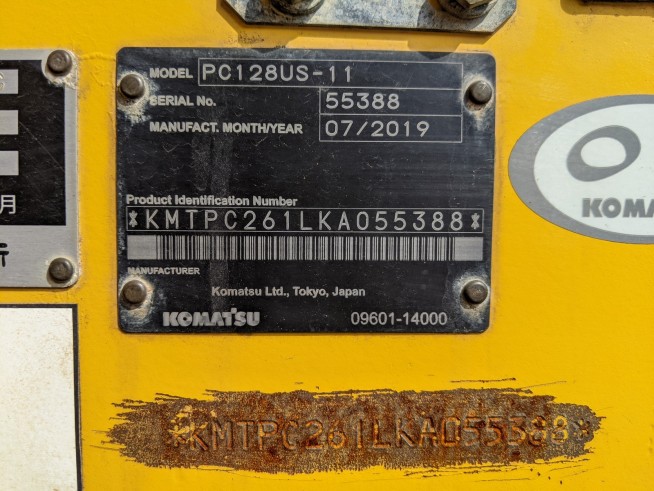 MODEL PC128US-11
SERIAL No. 55388
MANUFACT. MONTH/YEAR 07/2019
Product Identification Number
*KMTPC261LKA055388*
MANUFACTURER
Komatsu Ltd., Tokyo, Japan
KOMATSU 09601-14000
*KMTPC261LKA055388*
月
KOMA